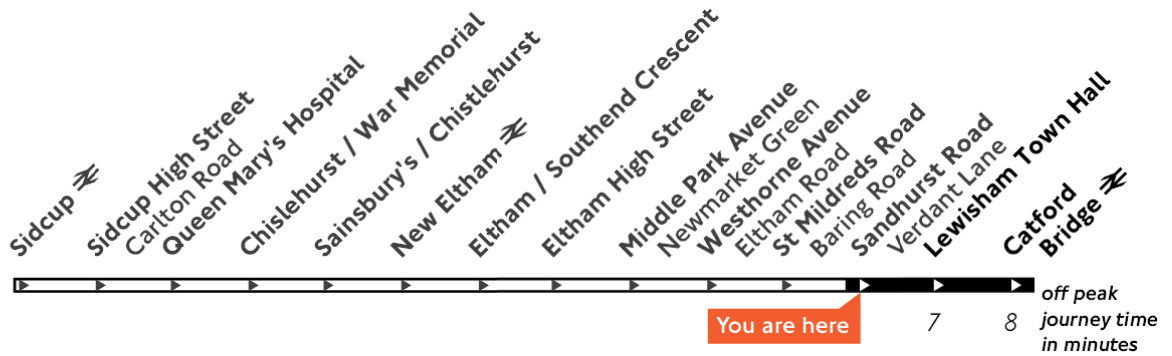 Sidcup
Sidcup High Street
Carlton Road
Queen Mary's Hospital
Chislehurst / War Memorial
Sainsbury's / Chistlehurst
New Eltham
Eltham / Southend Crescent
Eltham High Street
Middle Park Avenue
Newmarket Green
Westhorne Avenue
Eltham Road
St Mildreds Road
Baring Road
Sandhurst Road
Verdant Lane
Lewisham Town Hall
Catford
Bridge
You are here
7
8
off peak
journey time
in minutes